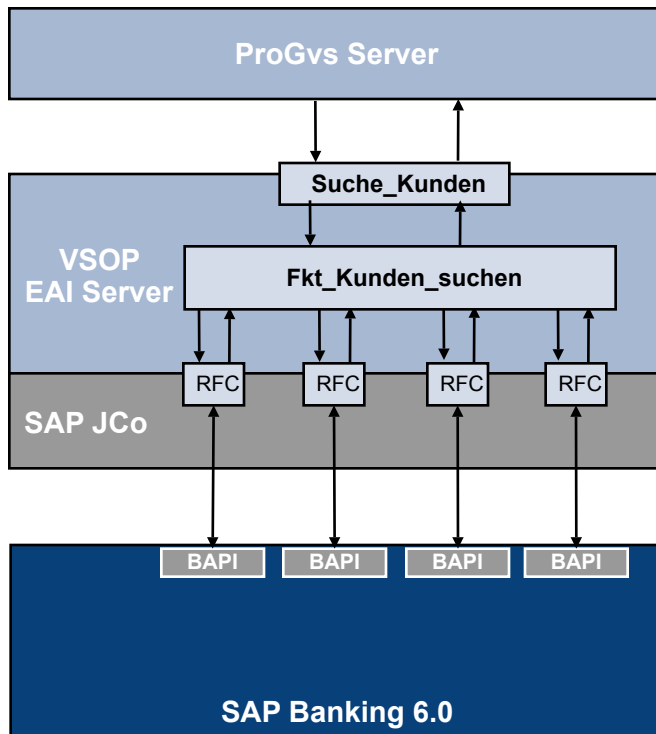 ProGvs Server
Suche_Kunden
VSOP
EAI Server
Fkt_Kunden_suchen
RFC RFC RFC RFC
SAP JCo
BAPI BAPI BAPI BAPI
SAP Banking 6.0